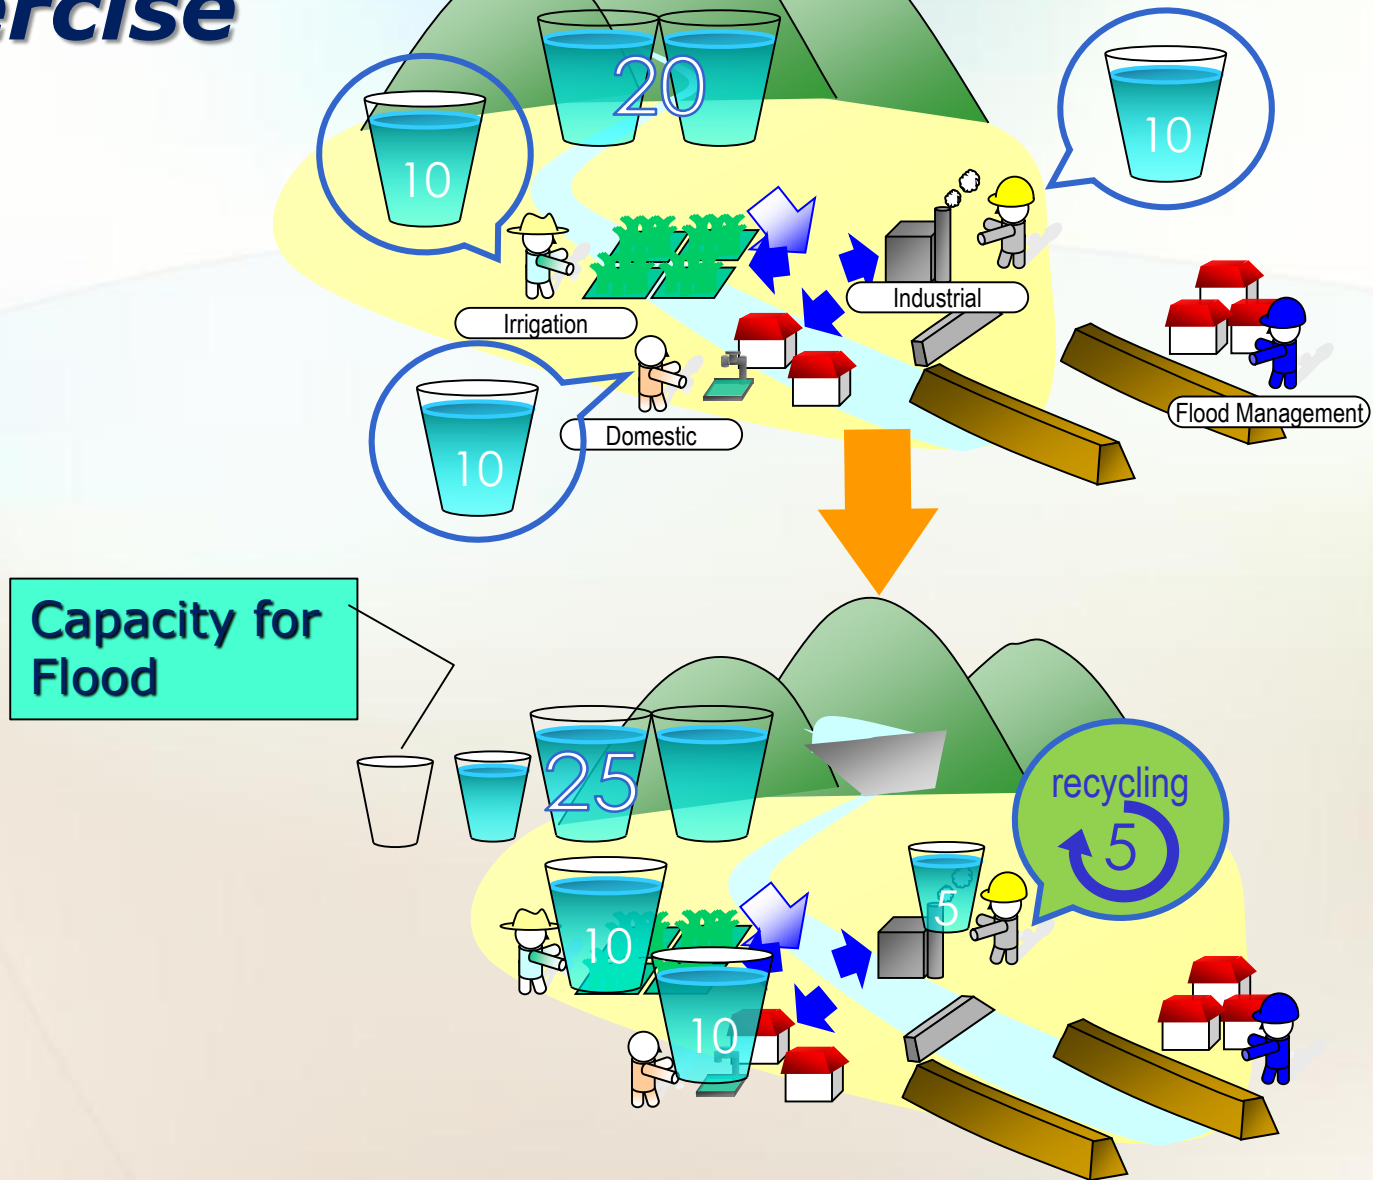 ercise
20
10
10
Industrial
Irrigation
Flood Management
Domestic
10
Capacity for
Flood
25
recycling
5
5
10
10